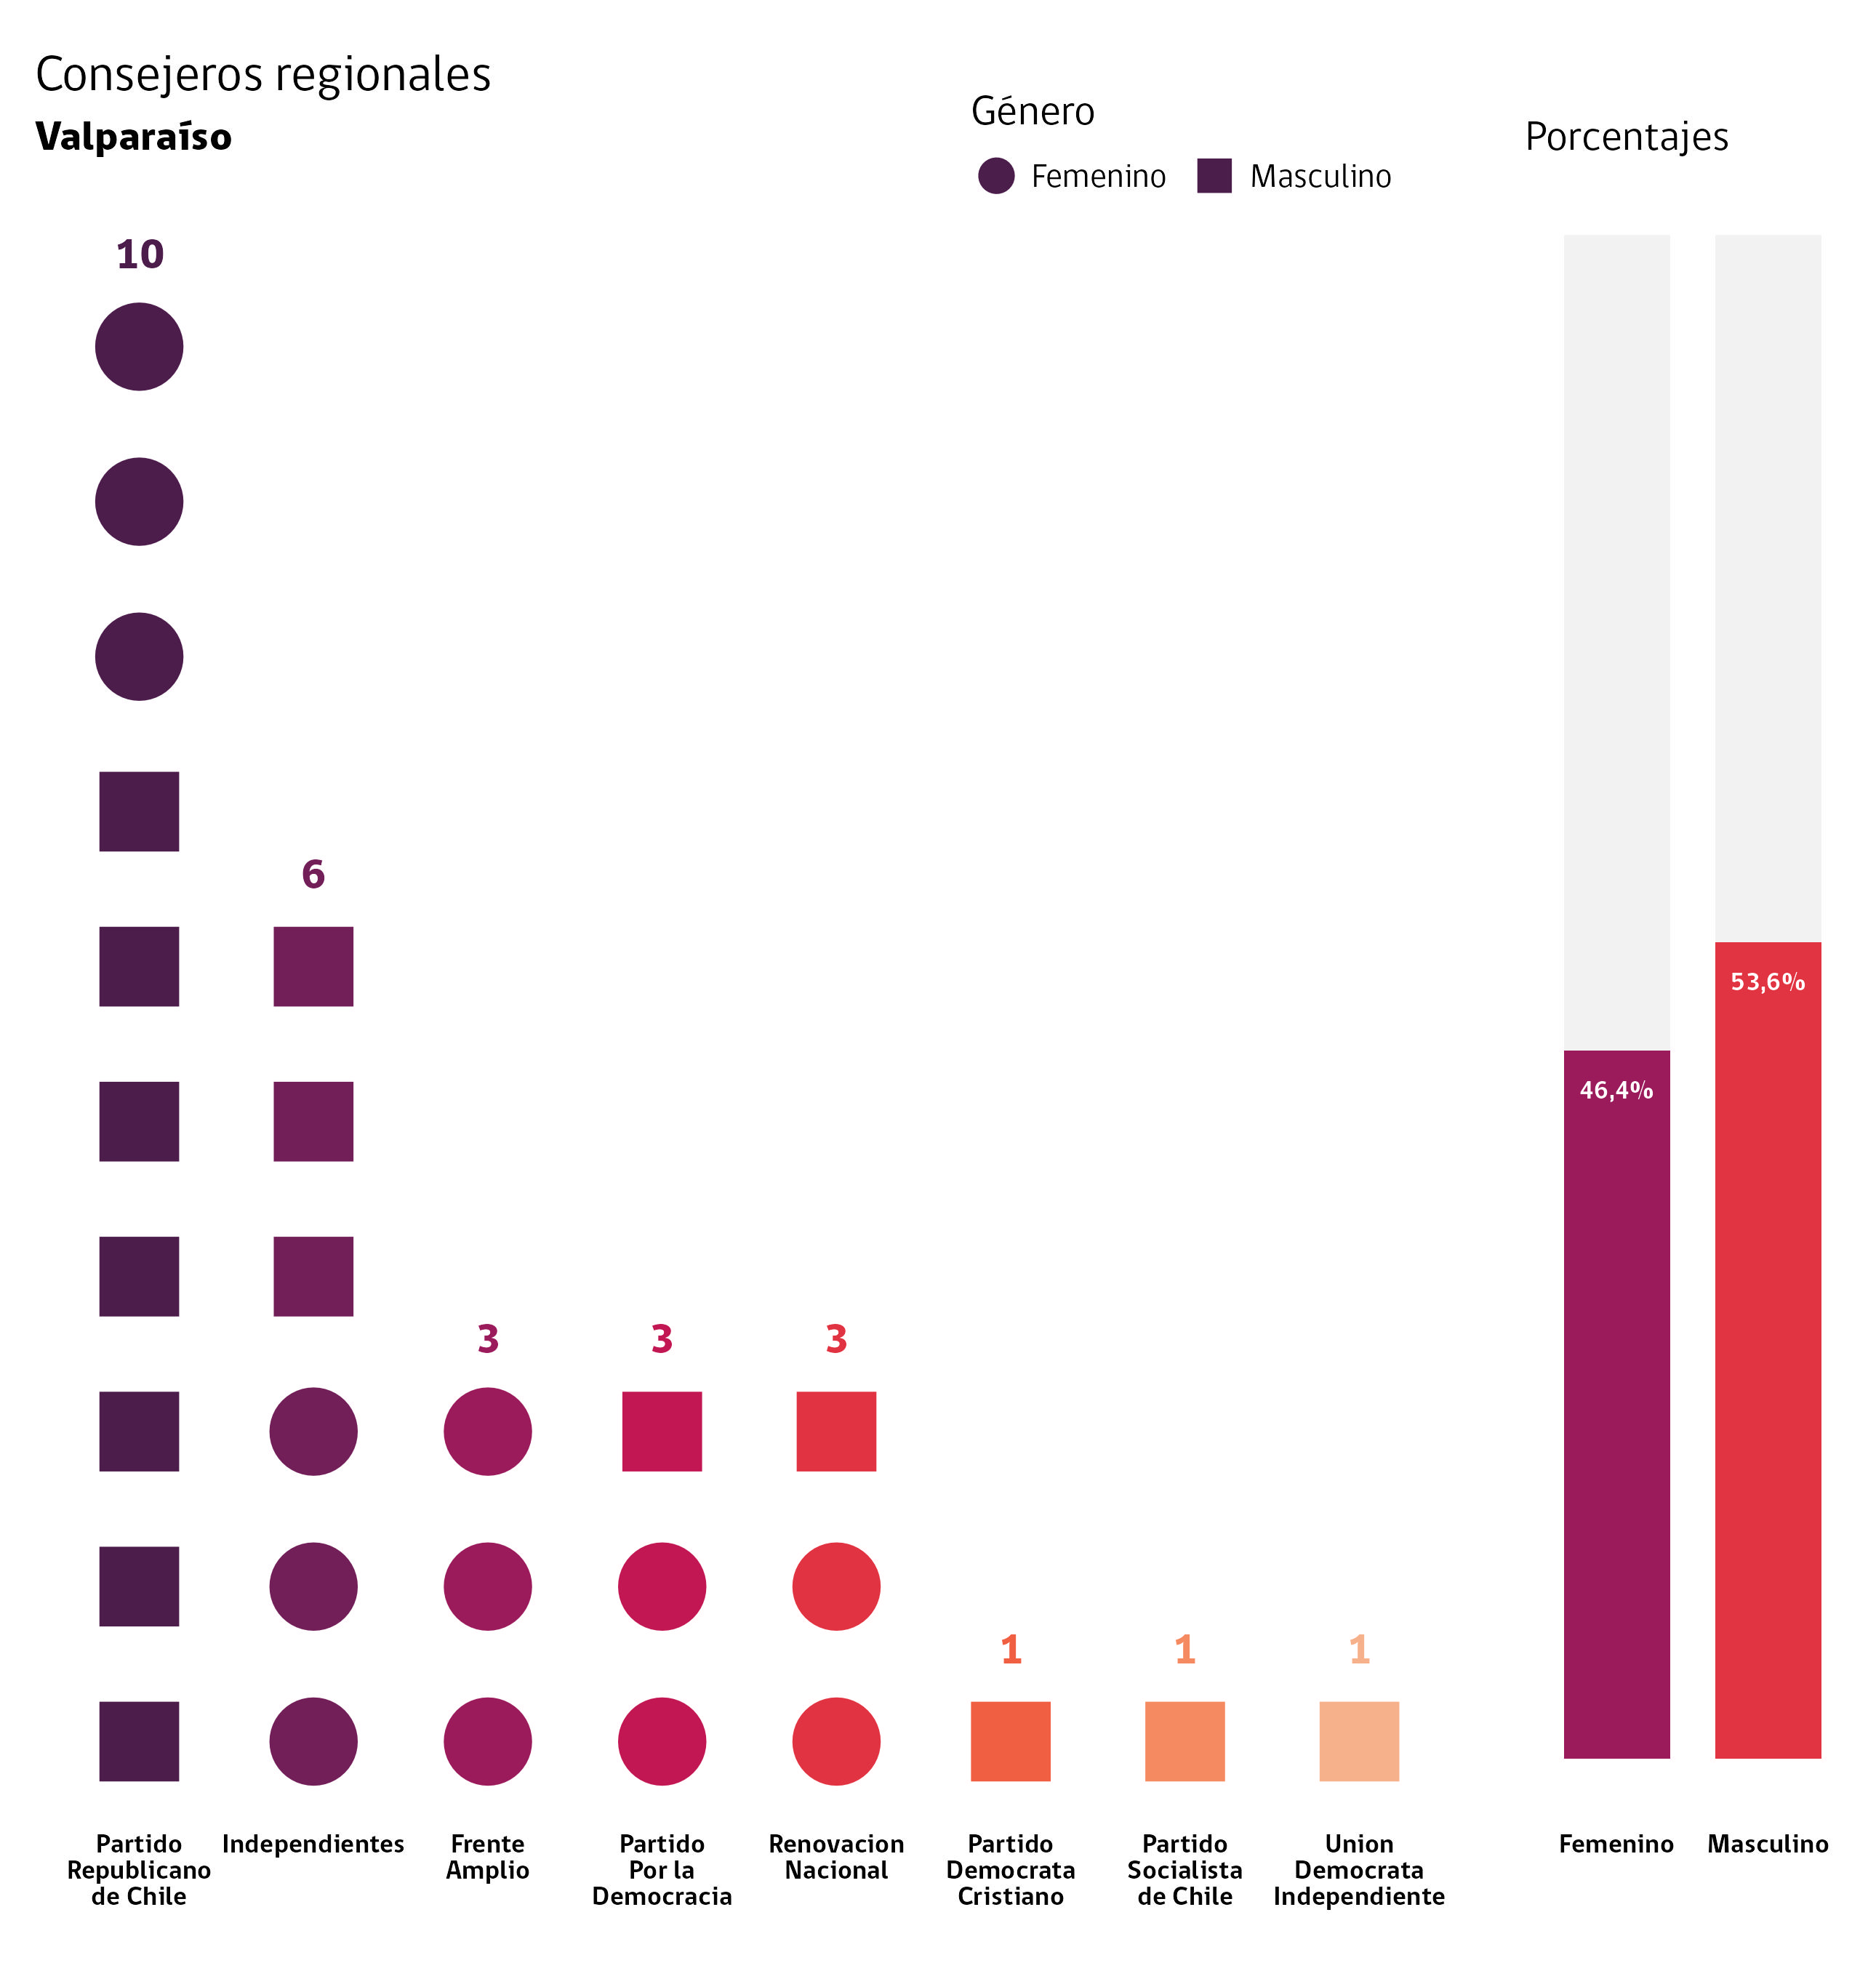 Consejeros regionales
Valparaíso
Género
Femenino
Masculino
Porcentajes
10
6
3
3
3
1
1
1
53,6%
46,4%
Partido
Republicano
de Chile
Independientes
Frente
Amplio
Partido
Por la
Democracia
Renovacion
Nacional
Partido
Democrata
Cristiano
Partido
Socialista
de Chile
Union
Democrata
Independiente
Femenino
Masculino